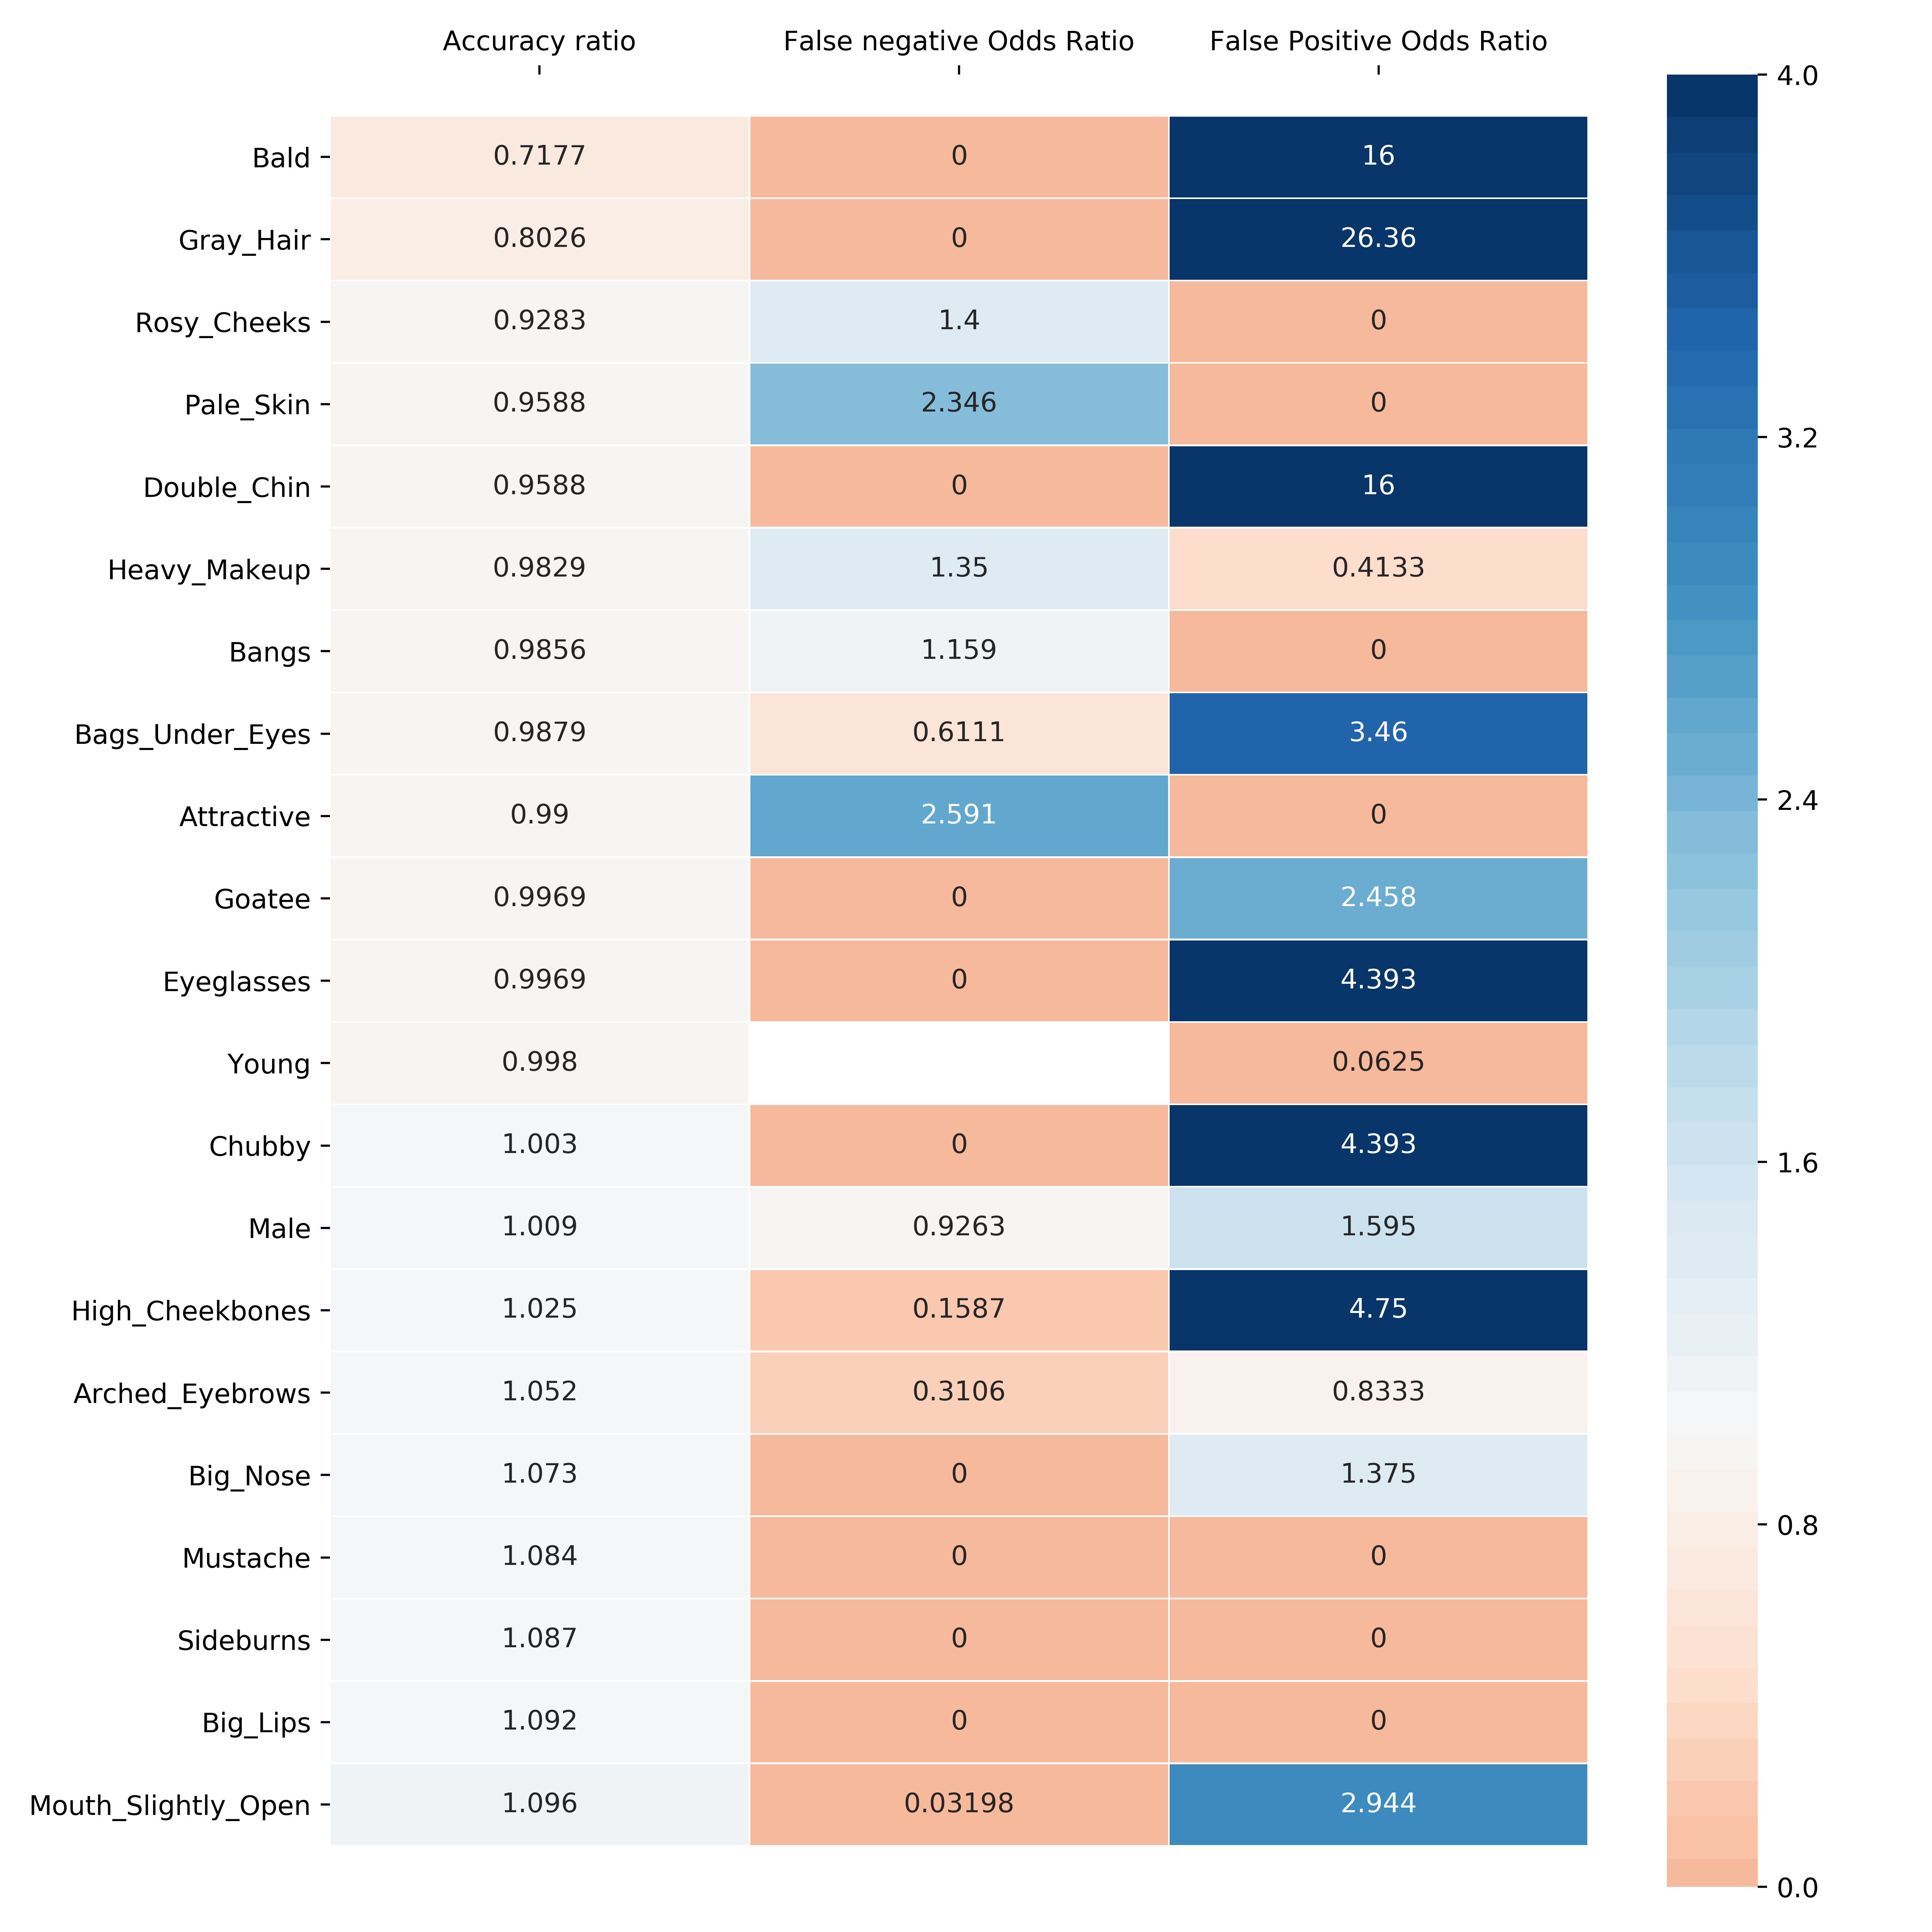 Accuracy ratio False negative Odds Ratio False Positive Odds Ratio
4.0
Bald 0.7177 0 16
Gray_Hair 0.8026 0 26.36
Rosy_Cheeks 0.9283 1.4 0
Pale_Skin 0.9588 2.346 0
3.2
Double_Chin 0.9588 0 16
Heavy_Makeup 0.9829 1.35 0.4133
Bangs 0.9856 1.159 0
Bags_Under_Eyes 0.9879 0.6111 3.46
2.4
Attractive 0.99 2.591 0
Goatee 0.9969 0 2.458
Eyeglasses 0.9969 0 4.393
Young 0.998 0.0625
Chubby 1.003 0 4.393
1.6
Male 1.009 0.9263 1.595
High_Cheekbones 1.025 0.1587 4.75
Arched_Eyebrows 1.052 0.3106 0.8333
Big_Nose 1.073 0 1.375
0.8
Mustache 1.084 0 0
Sideburns 1.087 0 0
Big_Lips 1.092 0 0
Mouth_Slightly_Open 1.096 0.03198 2.944
0.0